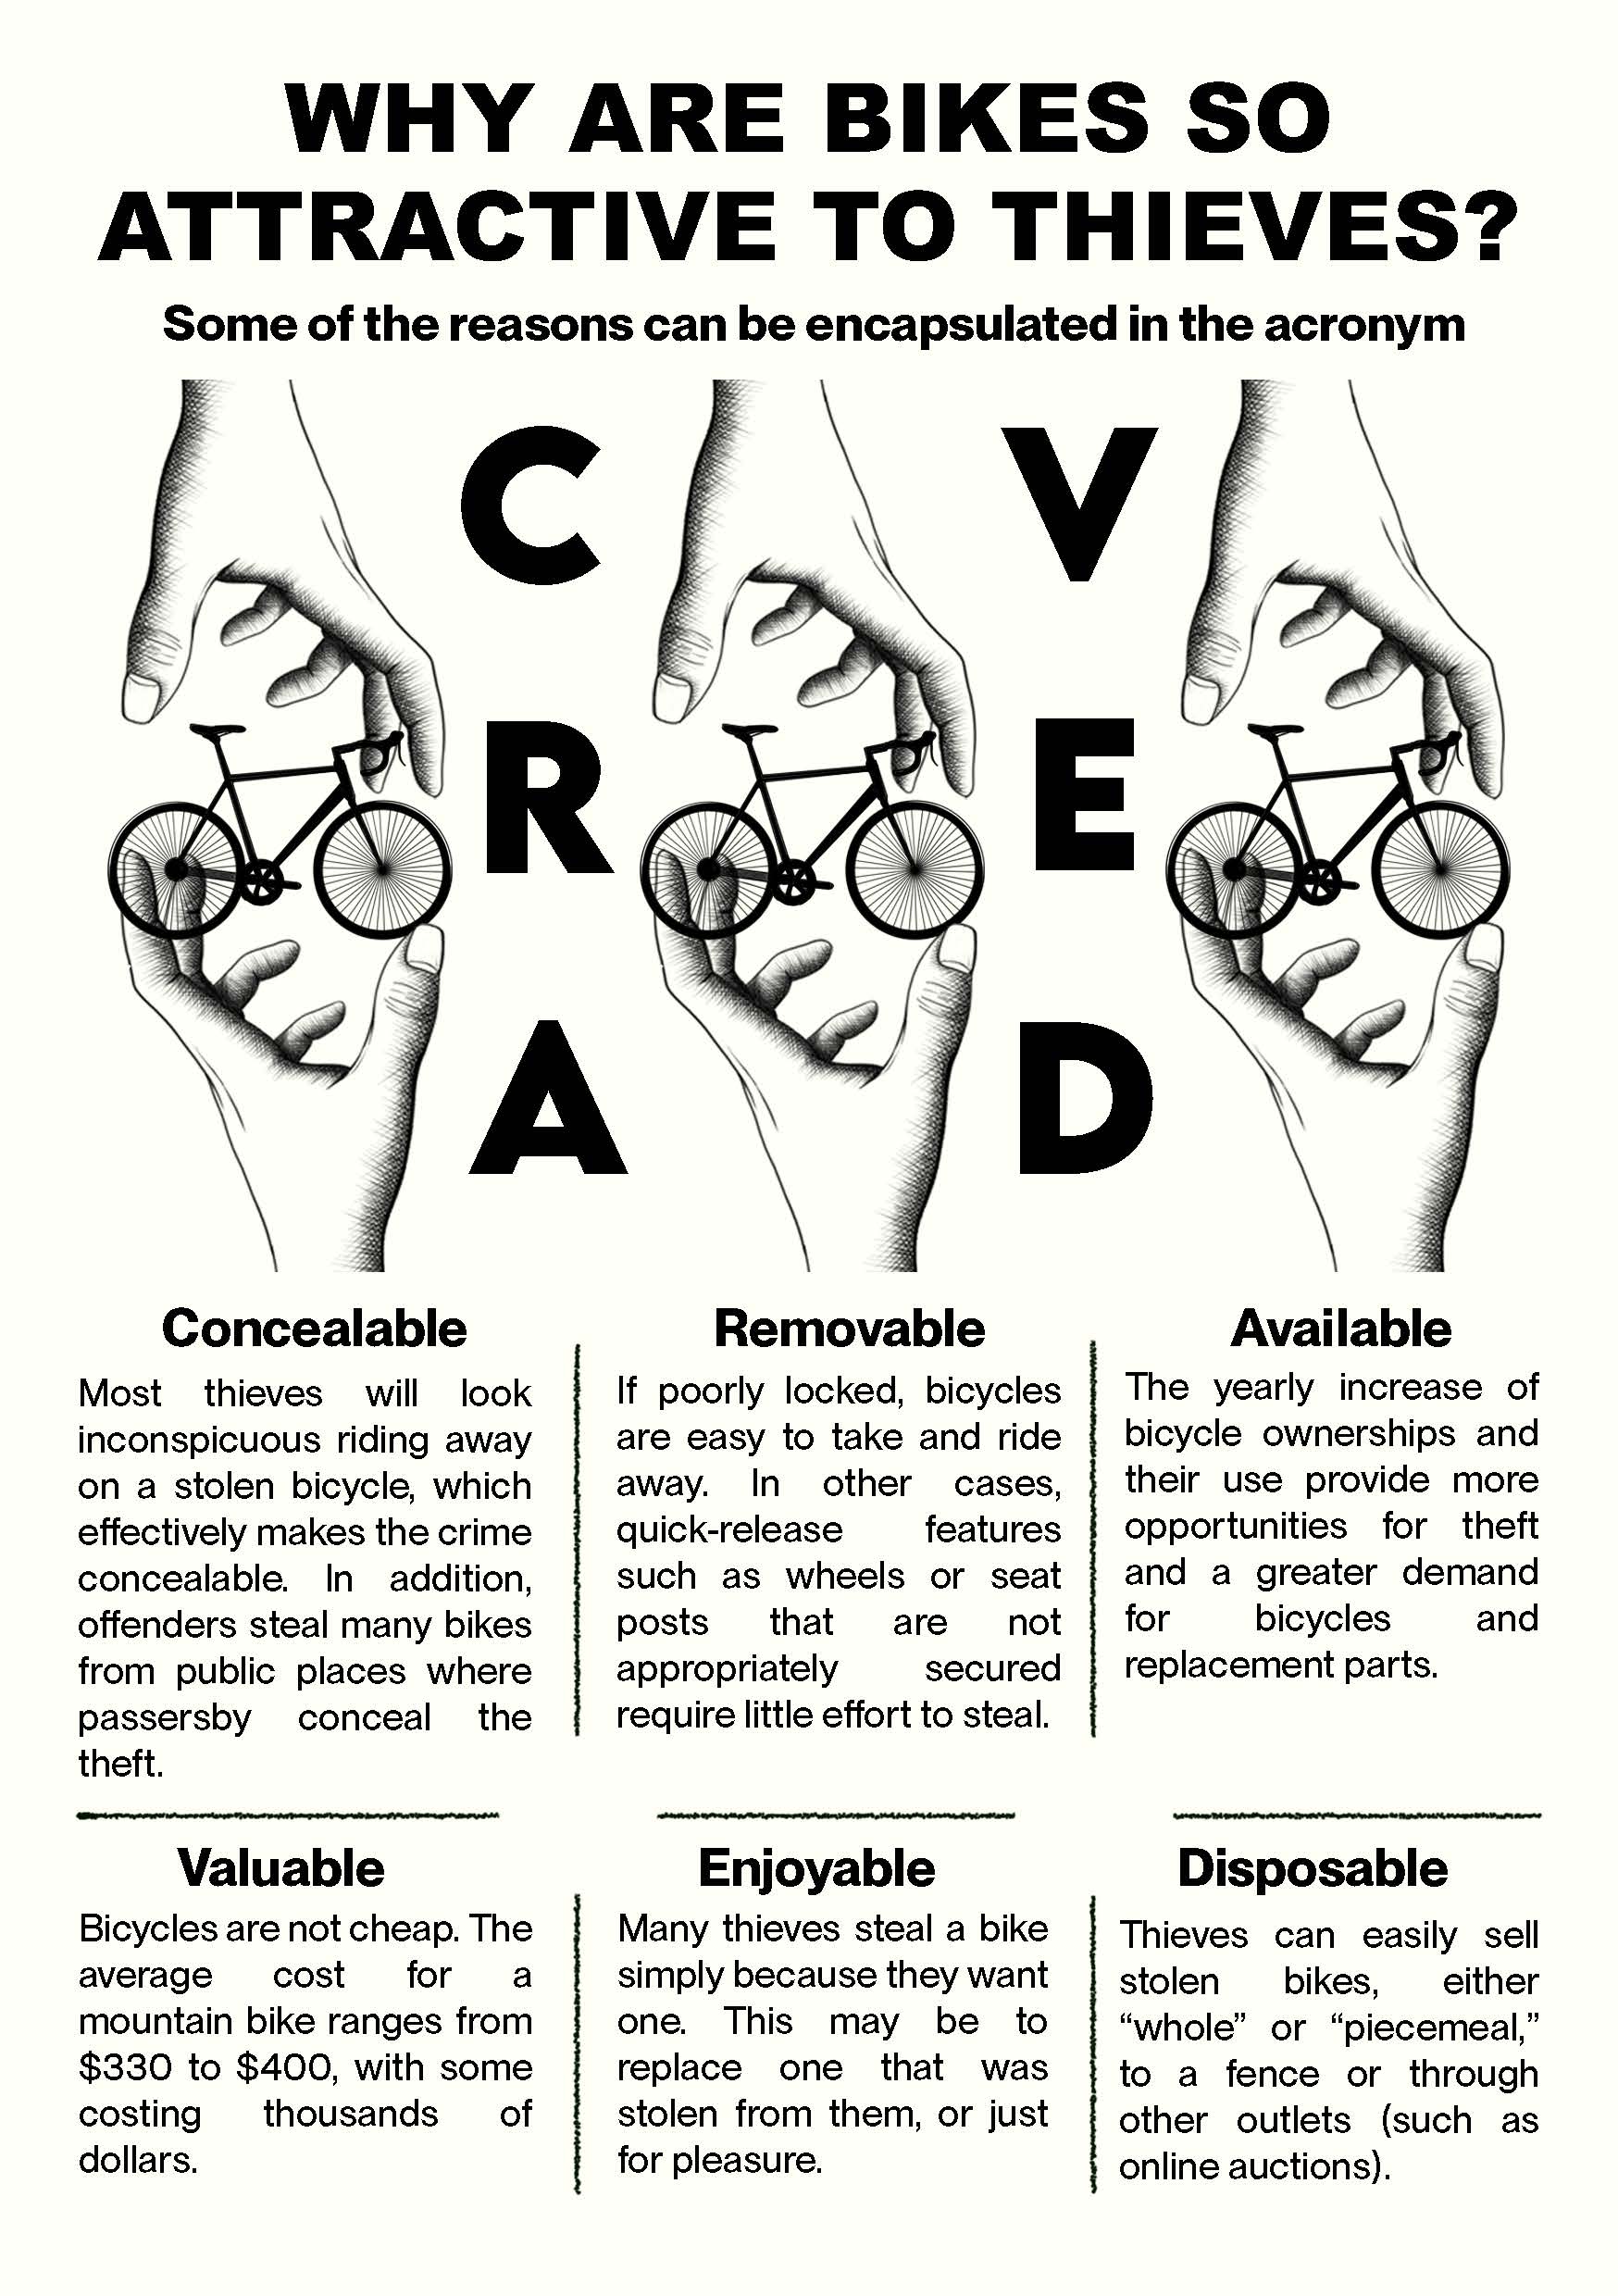 WHY ARE BIKES SO
ATTRACTIVE TO THIEVES?
Some of the reasons can be encapsulated in the acronym
C
R
A
V
E
D
Concealable
Most thieves will look
inconspicuous riding away
on a stolen bicycle, which
effectively makes the crime
concealable. In addition,
offenders steal many bikes
from public places where
passersby conceal the
theft.
Removable
If poorly locked, bicycles
are easy to take and ride
away. In other cases,
quick-release features
such as wheels or seat
posts that are not
appropriately secured
require little effort to steal.
Available
The yearly increase of
bicycle ownerships and
their use provide more
opportunities for theft
and a greater demand
for bicycles and
replacement parts.
Valuable
Bicycles are not cheap. The
average cost for a
mountain bike ranges from
$330 to $400, with some
costing thousands of
dollars.
Enjoyable
Many thieves steal a bike
simply because they want
one. This may be to
replace one that was
stolen from them, or just
for pleasure.
Disposable
Thieves can easily sell
stolen bikes, either
“whole” or “piecemeal,”
to a fence or through
other outlets (such as
online auctions).